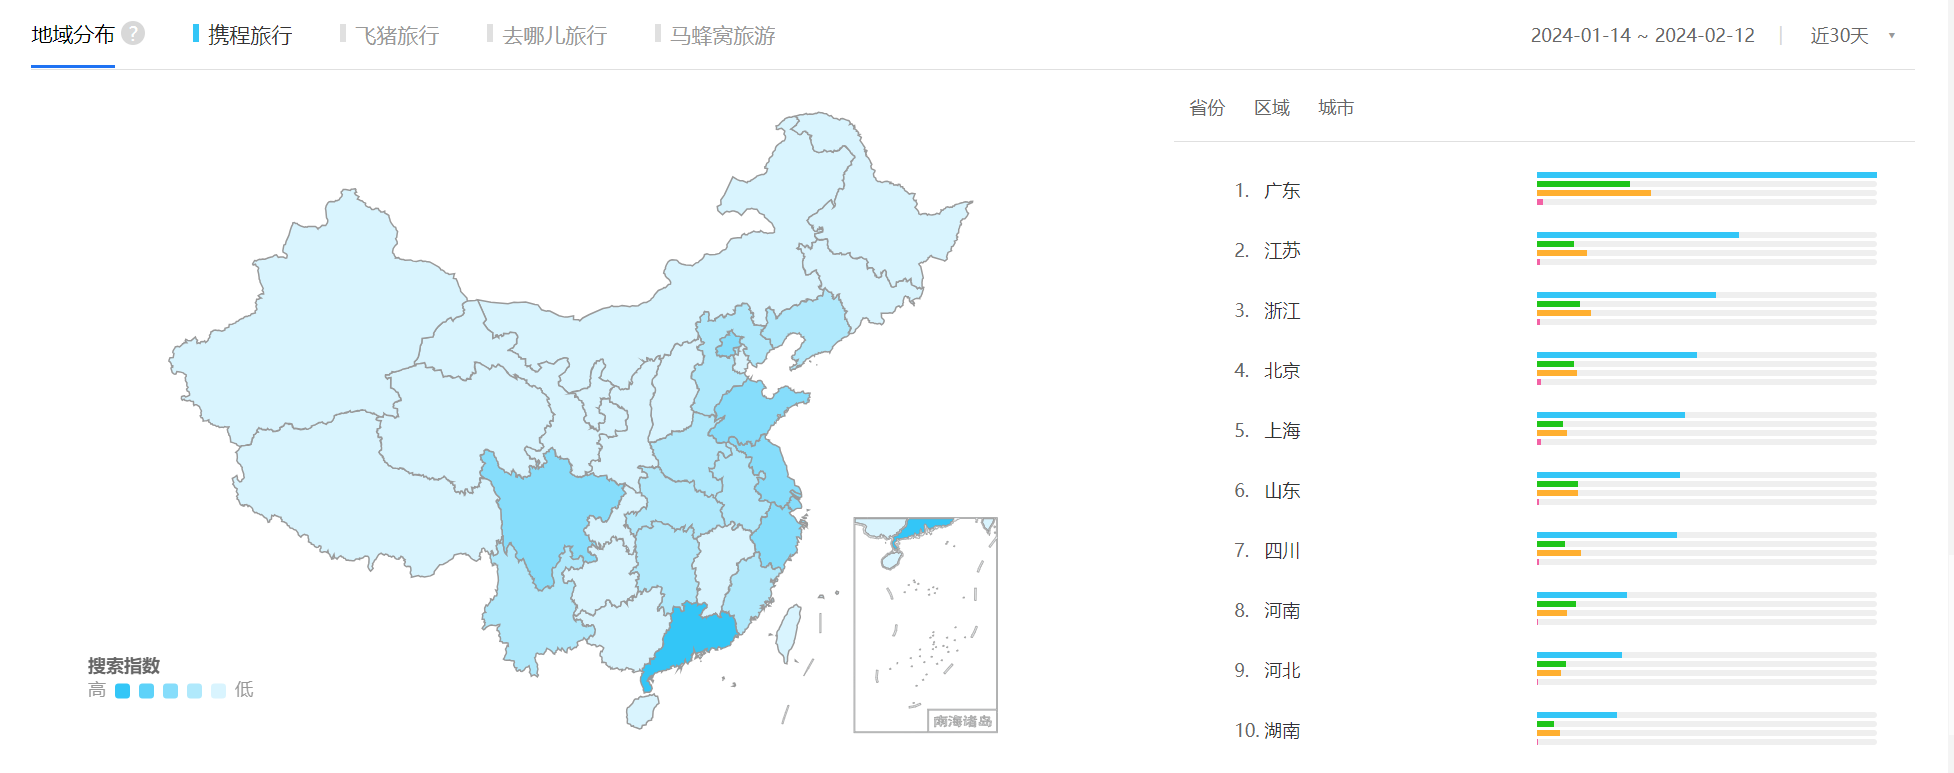 地域分布 ? 携程旅行 飞猪旅行 去哪儿旅行 马蜂窝旅游 2024-01-14 ~ 2024-02-12 | 近30天
省份 区域 城市
1. 广东
2. 江苏
3. 浙江
4. 北京
5. 上海
6. 山东
7. 四川
8. 河南
9. 河北
10. 湖南
搜索指数
高 低
南海诸岛